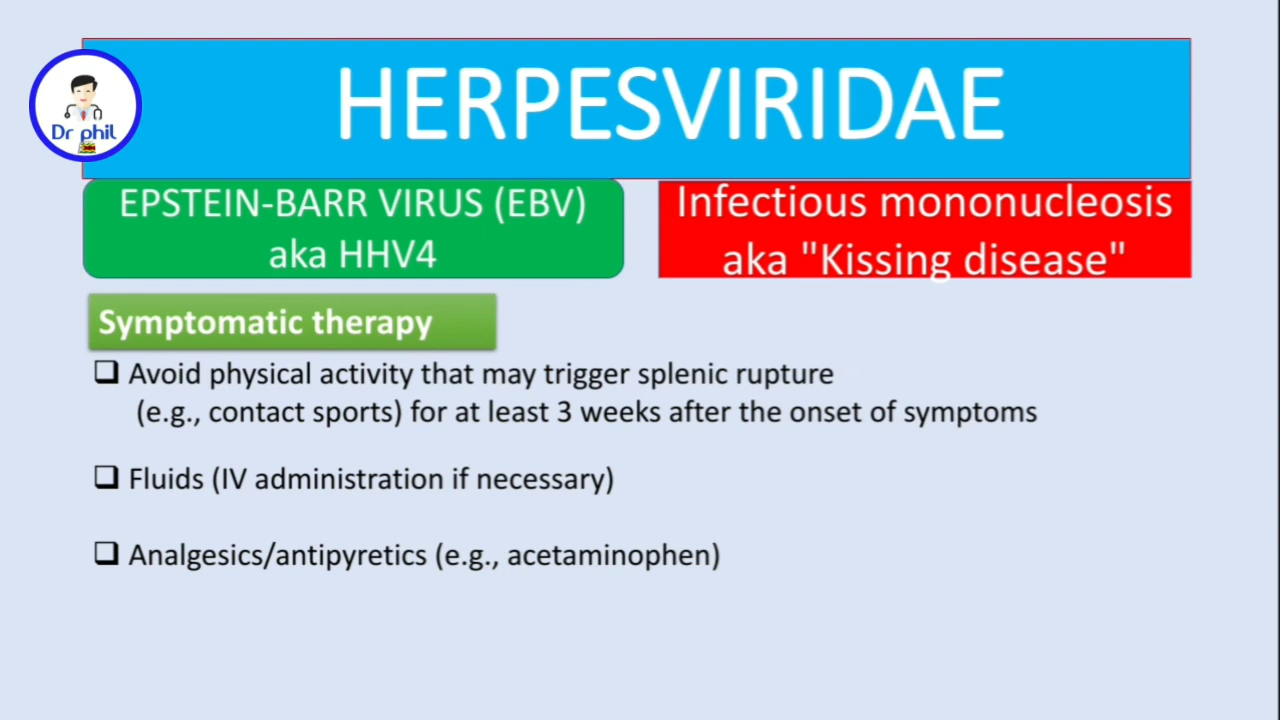 HERPESVIRIDAE
Dr phil
EPSTEIN-BARR VIRUS (EBV)
aka HHV4
Infectious mononucleosis
aka "Kissing disease"
Symptomatic therapy
Avoid physical activity that may trigger splenic rupture
(e.g., contact sports) for at least 3 weeks after the onset of symptoms
Fluids (IV administration if necessary)
Analgesics/antipyretics (e.g., acetaminophen)